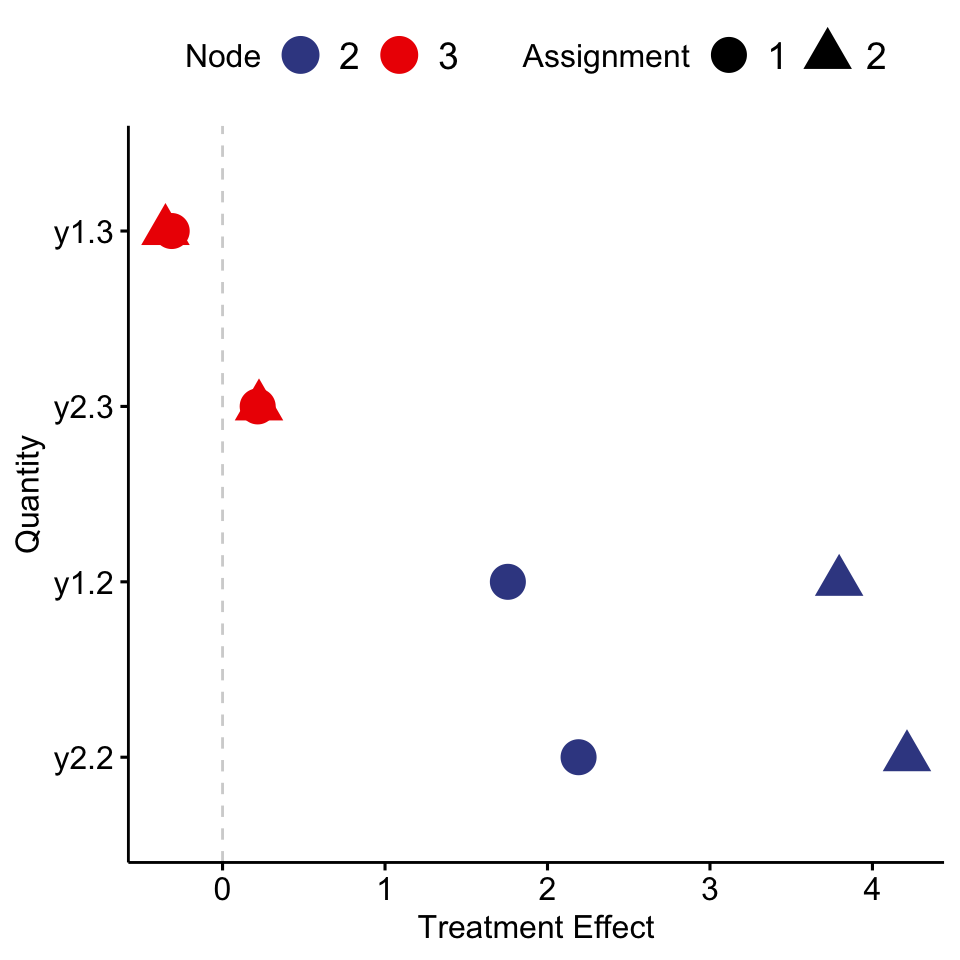 Node 2 3 Assignment 1 2
y1.3
y2.3
y1.2
y2.2
Quantity
0 1 2 3 4
Treatment Effect